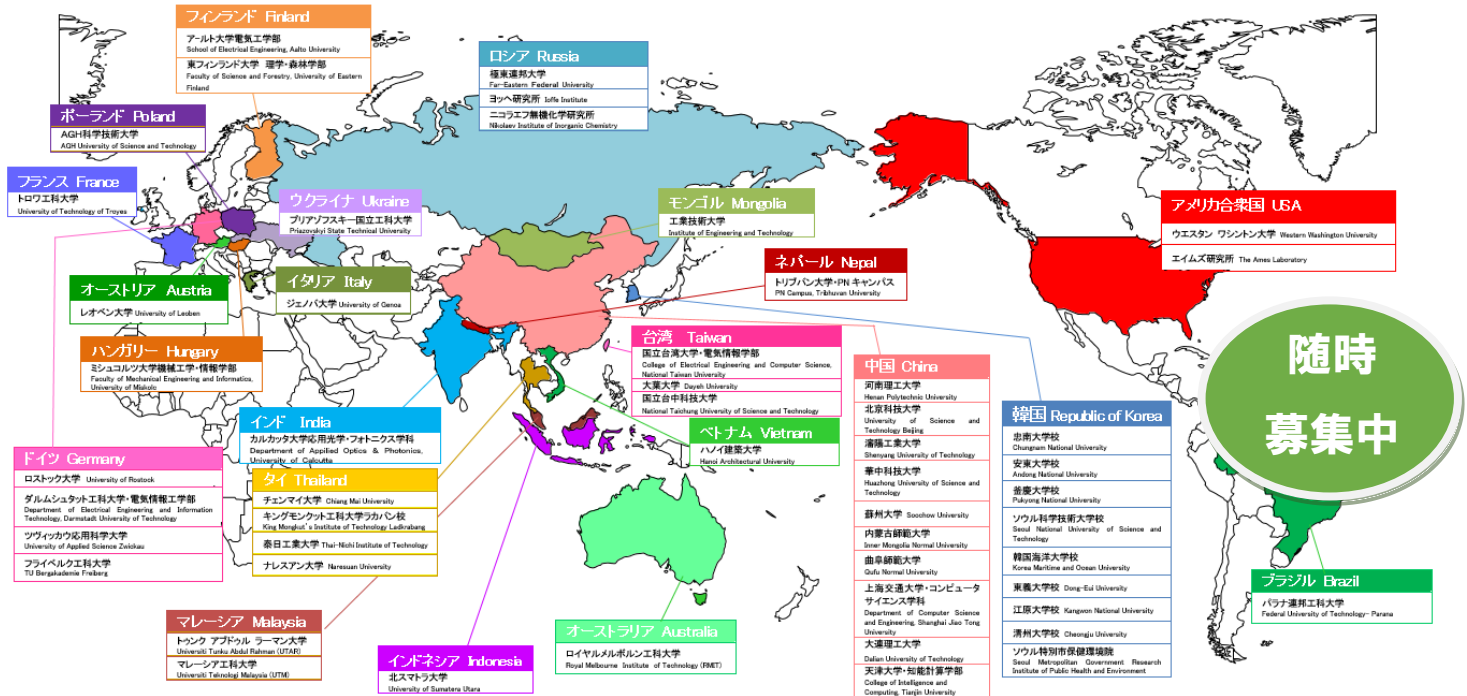 フィンランド Finland
アールト大学電気工学部
School of Electrical Engineering, Aalto University
東フィンランド大学 理学・森林学部
Faculty of Science and Forestry, University of Eastern
Finland
ロシア Russia
極東連邦大学
Far-Eastern Federal University
ヨッヘ研究所 Ioffe Institute
ニコラエフ無機化学研究所
Nikolaev Institute of Inorganic Chemistry
ポーランド Poland
AGH科学技術大学
AGH University of Science and Technology
フランス France
トロワ工科大学
University of Technology of Troyes
ウクライナ Ukraine
プリアゾフスキー国立工科大学
Priazovskyi State Technical University
モンゴル Mongolia
工業技術大学
Institute of Engineering and Technology
アメリカ合衆国 USA
ウエスタン ワシントン大学 Western Washington University
エイムズ研究所 The Ames Laboratory
オーストリア Austria
レオベン大学 University of Leoben
イタリア Italy
ジェノバ大学 University of Genoa
ネパール Nepal
トリブバン大学・PN キャンパス
PN Campus, Tribhuvan University
ハンガリー Hungary
ミシュコルツ大学機械工学・情報学部
Faculty of Mechanical Engineering and Informatics,
University of Miskolc
台湾 Taiwan
国立台湾大学・電気情報学部
College of Electrical Engineering and Computer Science,
National Taiwan University
大葉大学 Dayeh University
国立台中科技大学
National Taichung University of Science and Technology
随時
募集中
インド India
カルカッタ大学応用光学・フォトニクス学科
Department of Appiled Optics & Photonics,
University of Calcutta
ベトナム Vietnam
ハノイ建築大学
Hanoi Architectural University
中国 China
河南理工大学
Henan Polytechnic University
北京科技大学
University of Science and
Technology Beijing
瀋陽工業大学
Shenyang University of Technology
華中科技大学
Huazhong University of Science and
Technology
蘇州大学 Soochow University
内蒙古師範大学
Inner Mongolia Normal University
曲阜師範大学
Qufu Normal University
上海交通大学・コンピュータ
サイエンス学科
Department of Computer Science
and Engineering, Shanghai Jiao Tong
University
大連理工大学
Dalian University of Technology
天津大学・知能計算学部
College of Intelligence and
Computing, Tianjin University
韓国 Republic of Korea
忠南大学校
Chungnam National University
安東大学校
Andong National University
釜慶大学校
Pukyong National University
ソウル科学技術大学校
Seoul National University of Science and
Technology
韓国海洋大学校
Korea Maritime and Ocean University
東義大学校 Dong-Eui University
江原大学校 Kangwon National University
清州大学校 Cheongju University
ソウル特別市保健環境院
Seoul Metropolitan Government Research
Institute of Public Health and Environment
ドイツ Germany
ロストック大学 University of Rostock
ダルムシュタット工科大学・電気情報工学部
Department of Electrical Engineering and Information
Technology, Darmatadt University of Technology
ツヴィッカウ応用科学大学
University of Applied Science Zwickau
フライベルク工科大学
TU Bergakademie Freiberg
タイ Thailand
チェンマイ大学 Chiang Mai University
キングモンクット工科大学ラカバン校
King Mongkut's Institute of Technology Ladkrabang
泰日工業大学 Thai-Nichi Institute of Technology
ナレスアン大学 Naresuan University
マレーシア Malaysia
トゥンク アブドゥル ラーマン大学
Universiti Tunku Abdul Rahman (UTAR)
マレーシア工科大学
Universiti Teknologi Malaysia (UTM)
インドネシア Indonesia
北スマトラ大学
University of Sumatera Utara
オーストラリア Australia
ロイヤルメルボルン工科大学
Royal Melbourne Institute of Technology (RMIT)
ブラジル Brazil
パラナ連邦工科大学
Federal University of Technology- Parana